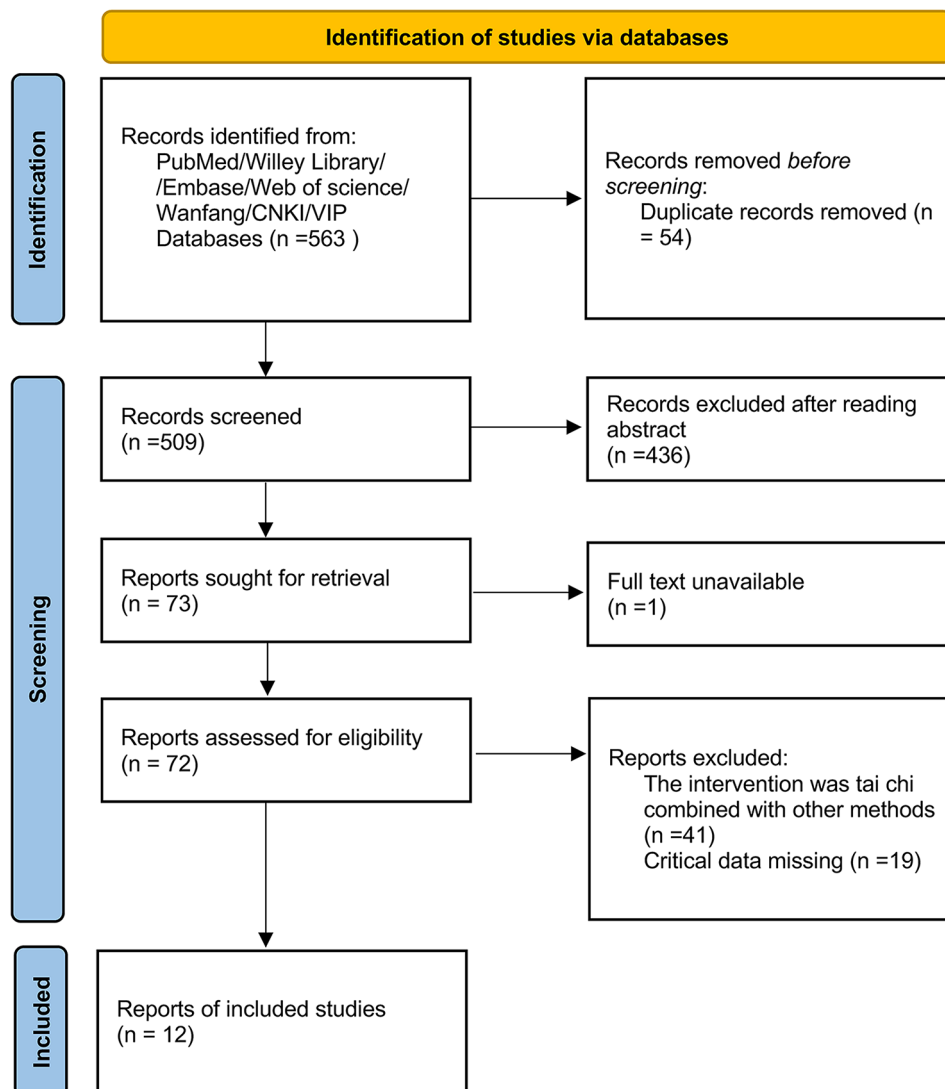 Identification of studies via databases
Identification
Records identified from:
PubMed/Willey Library/
/Embase/Web of science/
Wanfang/CNKI/VIP
Databases (n =563 )
Records removed before
screening:
Duplicate records removed (n
= 54)
Screening
Records screened
(n =509)
Records excluded after reading
abstract
(n =436)
Reports sought for retrieval
(n = 73)
Full text unavailable
(n =1)
Reports assessed for eligibility
(n = 72)
Reports excluded:
The intervention was tai chi
combined with other methods
(n =41)
Critical data missing (n =19)
Included
Reports of included studies
(n = 12)